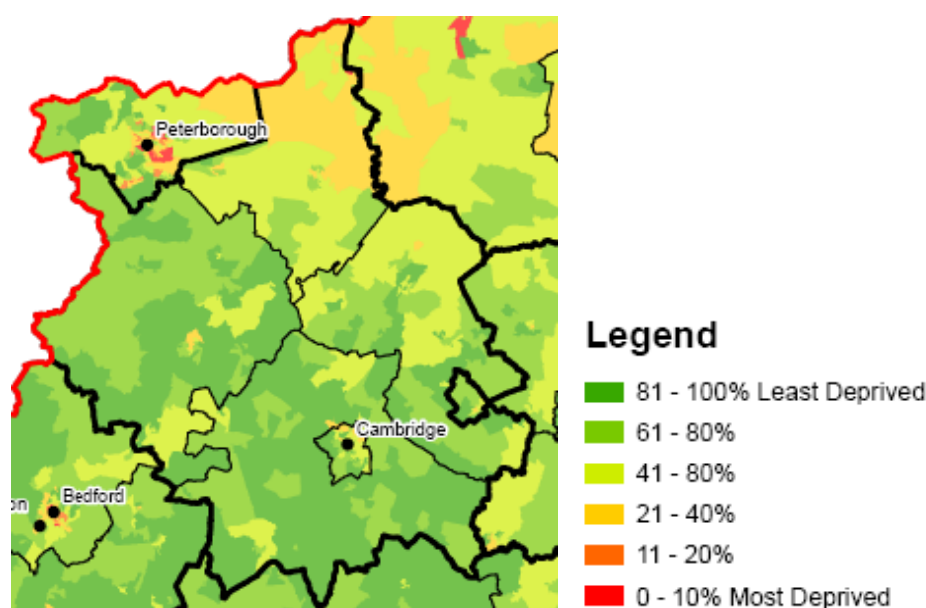 Peterborough
Cambridge
Bedford
on
Legend
81 - 100% Least Deprived
61 - 80%
41 - 80%
21 - 40%
11 - 20%
0 - 10% Most Deprived